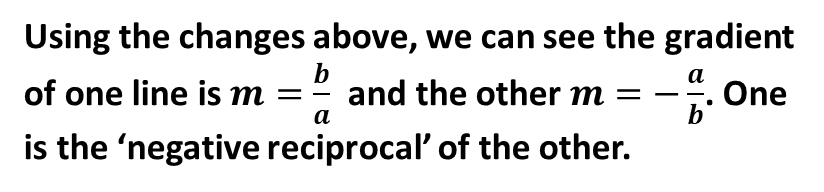 Using the changes above, we can see the gradient
of one line is m = b/a and the other m = −a/b. One
is the ‘negative reciprocal’ of the other.